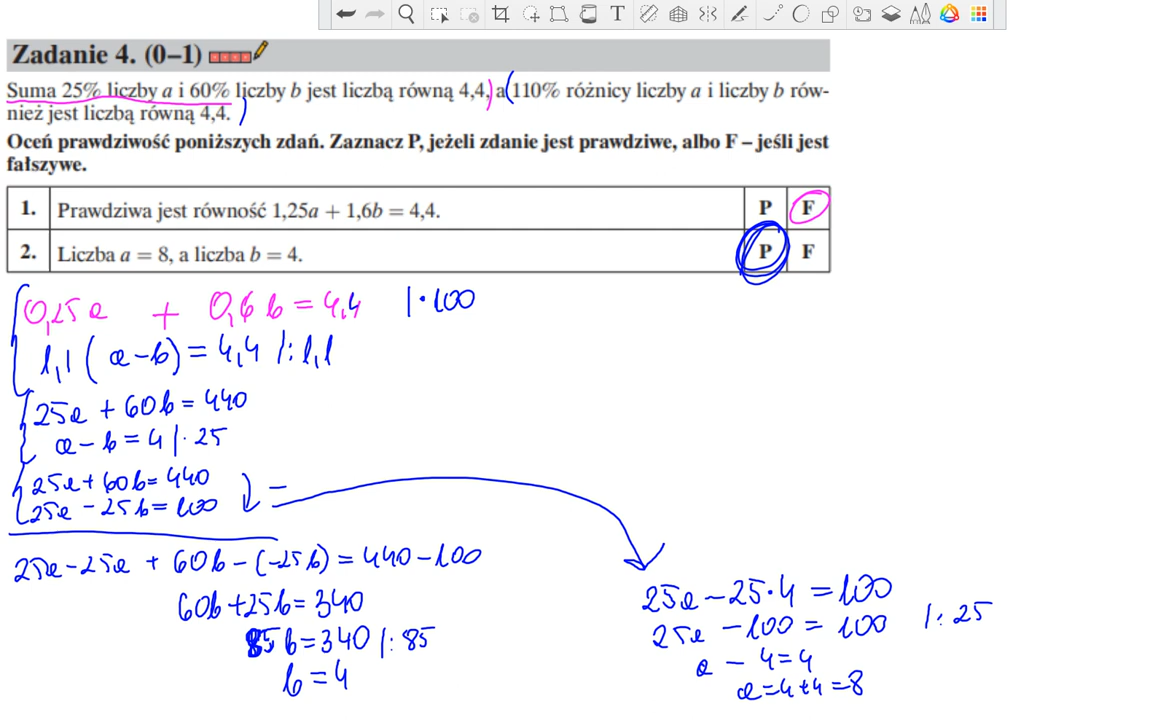 Zadanie 4. (0–1)
Suma 25% liczby a i 60% liczby b jest liczbą równą 4,4, a 110% różnicy liczby a i liczby b rów-
nież jest liczbą równą 4,4.
Oceń prawdziwość poniższych zdań. Zaznacz P, jeżeli zdanie jest prawdziwe, albo F – jeśli jest
fałszywe.
1. Prawdziwa jest równość 1,25a + 1,6b = 4,4. P F
2. Liczba a = 8, a liczba b = 4. P F
0,25a + 0,6b = 4,4 /·100
1,1(a-b) = 4,4 /:1,1
25a + 60b = 440
a - b = 4 /·25
25a + 60b = 440
25a - 25b = 100
25a - 25a + 60b - (-25b) = 440 - 100
60b + 25b = 340
85b = 340 /:85
b = 4
25a - 25·4 = 100
25a - 100 = 100 /:25
a - 4 = 4
a = 4 + 4 = 8